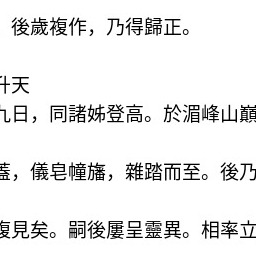 ，後歲複作，乃得歸正。
升天
九日，同諸姊登高。於湄峰山巔
蓋，儀皂幢旛，雜踏而至。後乃
複見矣。嗣後屢呈靈異。相率立